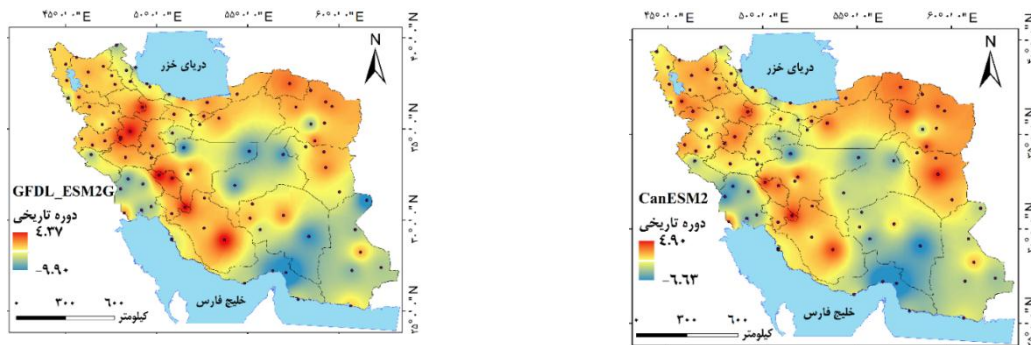 ۴۵°۰'۰"E ۵۰°۰'۰"E ۵۵°۰'۰"E ۶۰°۰'۰"E
N
دریای خزر
GFDL_ESM2G
دوره تاریخی
۴.۳۷
-۹.۹۰
۰ ۳۰۰ ۶۰۰
کیلومتر
خلیج فارس
۴۵°۰'۰"E ۵۰°۰'۰"E ۵۵°۰'۰"E ۶۰°۰'۰"E
N
دریای خزر
CanESM2
دوره تاریخی
۴.۹۰
-۶.۶۳
۰ ۳۰۰ ۶۰۰
کیلومتر
خلیج فارس